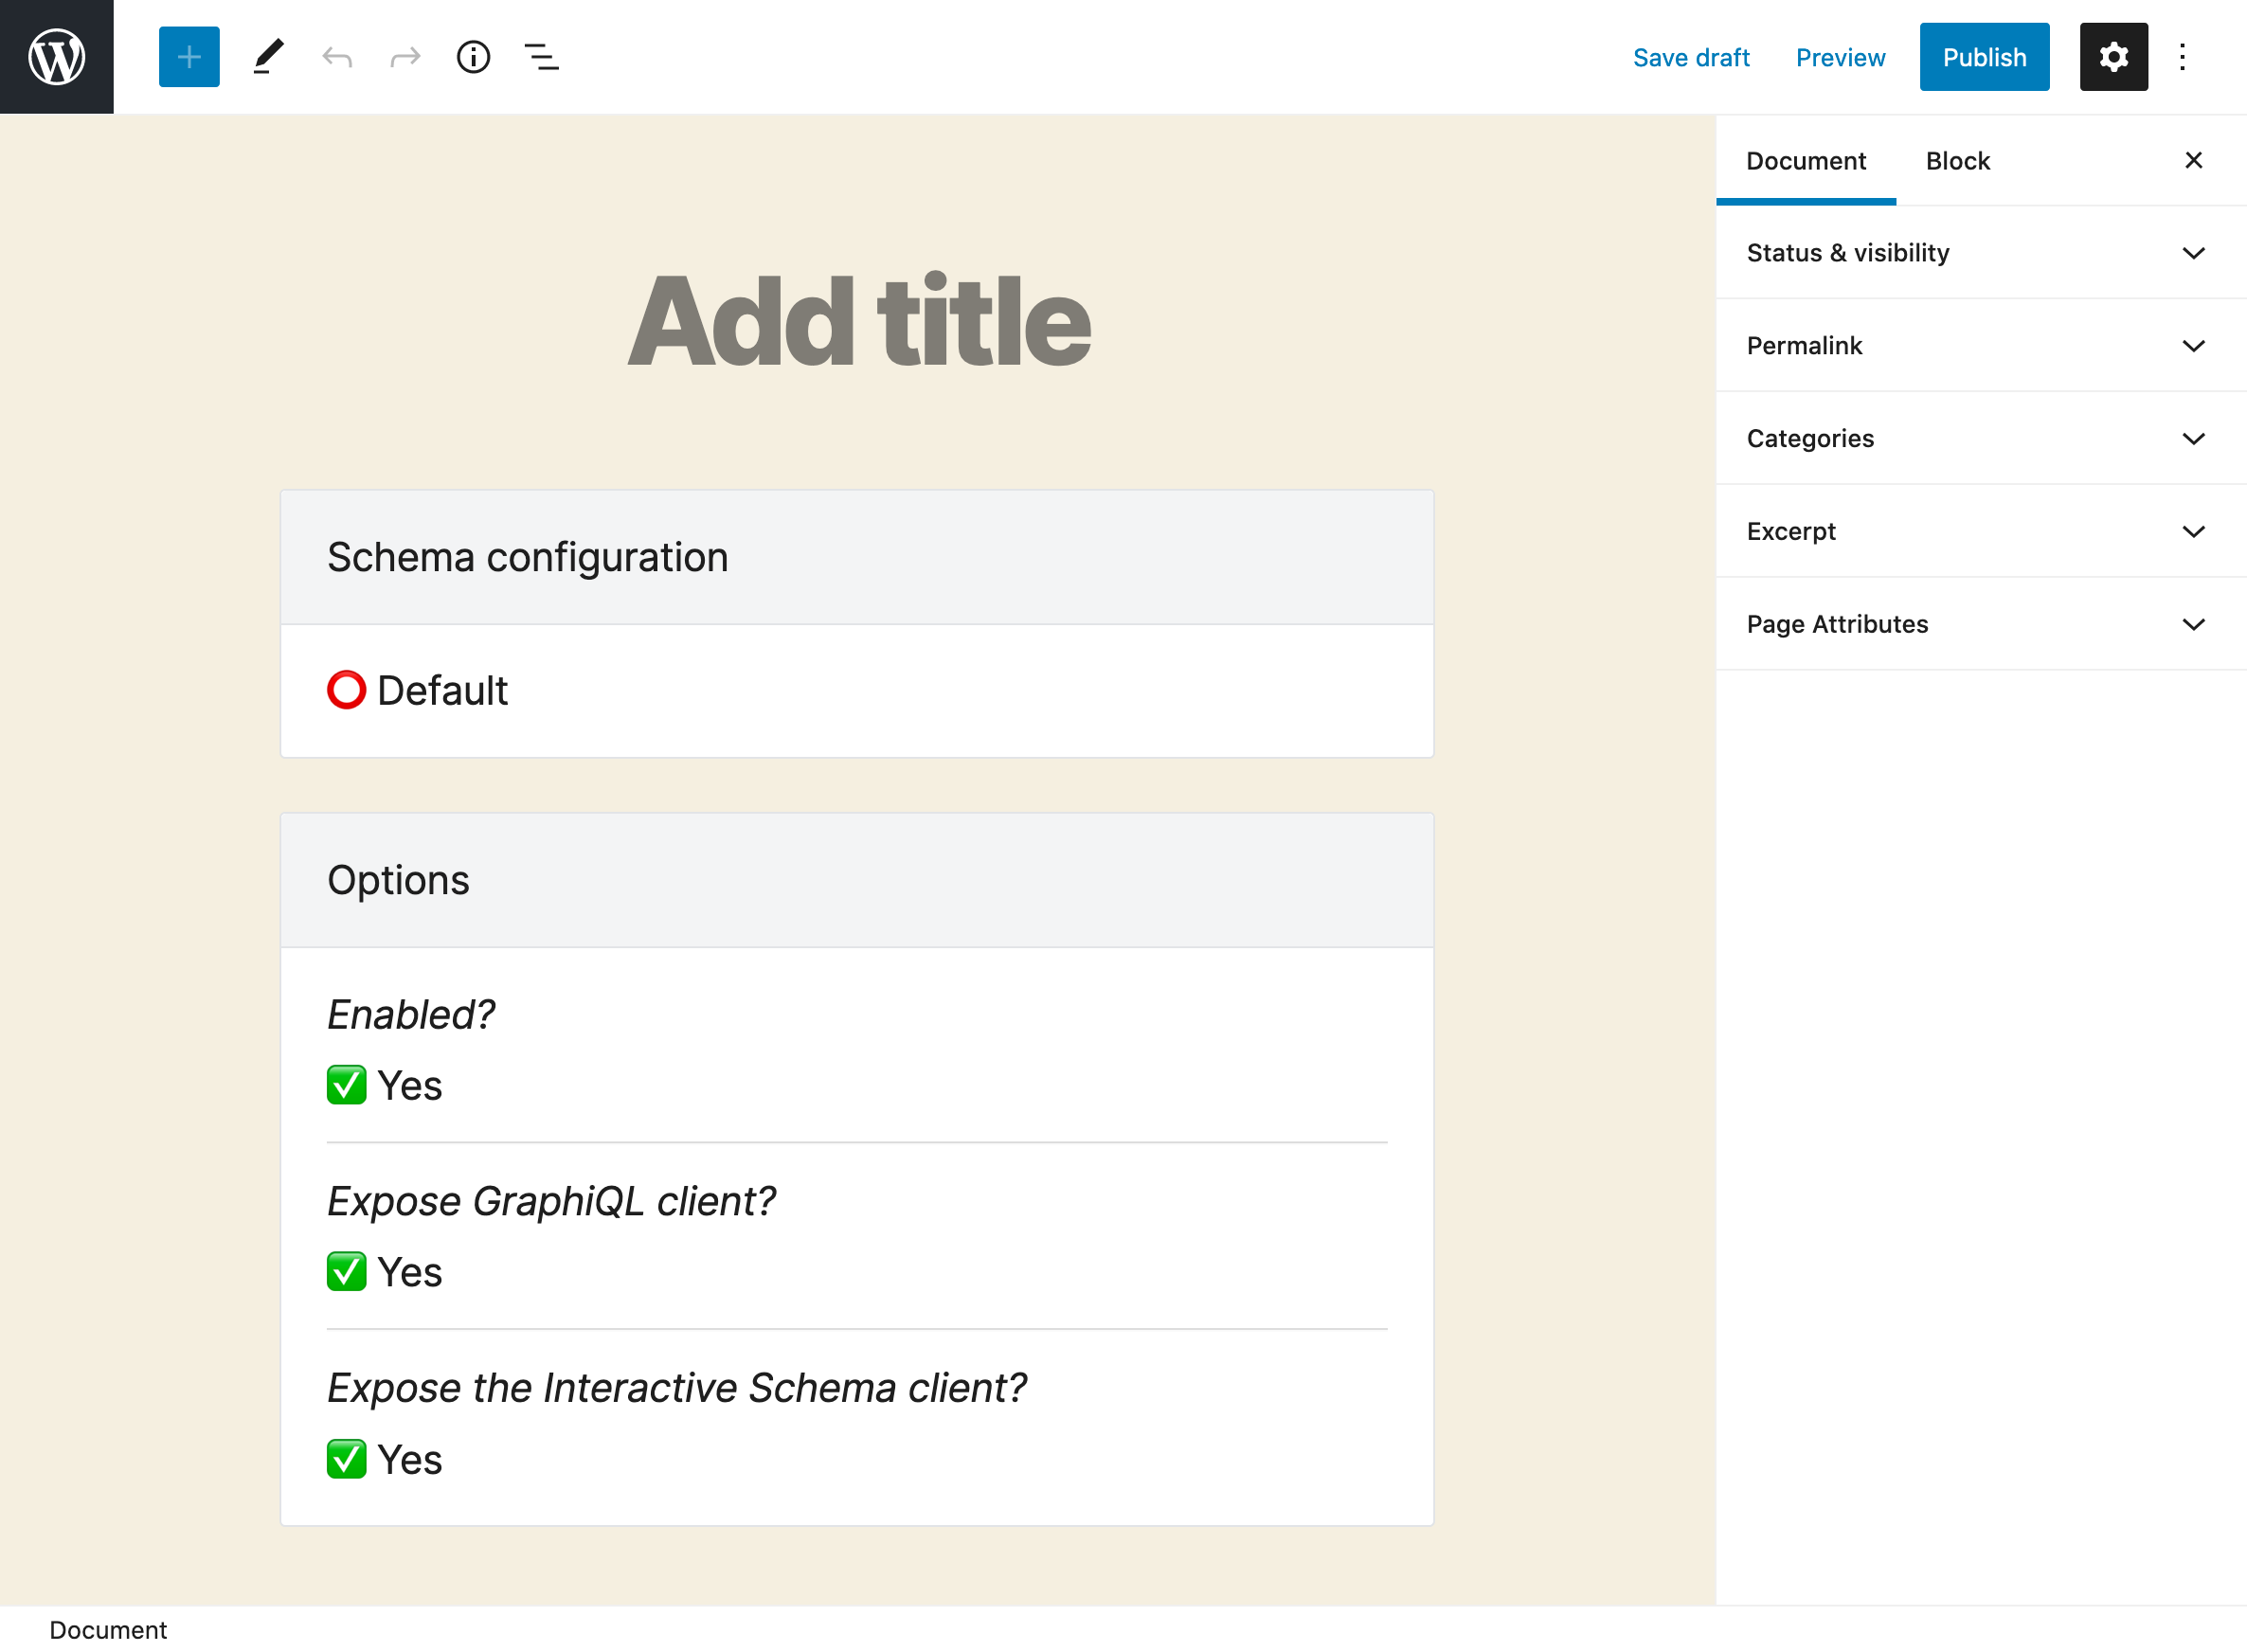 Save draft
Preview
Publish
Document
Block
Status & visibility
Permalink
Categories
Excerpt
Page Attributes
Add title
Schema configuration
⭕ Default
Options
Enabled?
✅ Yes
Expose GraphiQL client?
✅ Yes
Expose the Interactive Schema client?
✅ Yes
Document